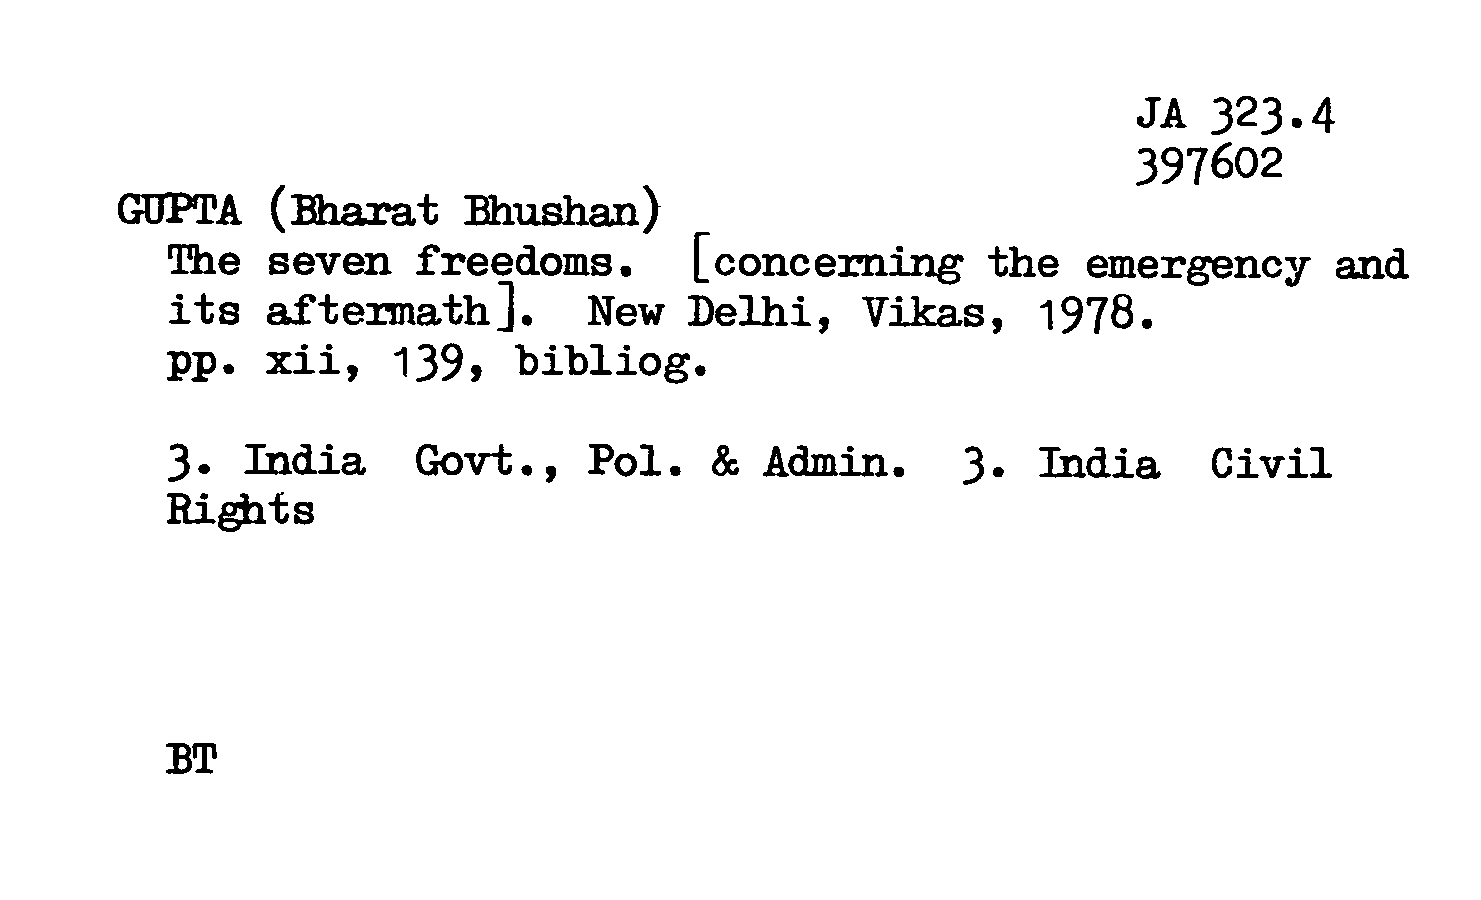 JA 323.4
397602
GUPTA (Bharat Bhushan)
The seven freedoms. [concerning the emergency and
its aftermath]. New Delhi, Vikas, 1978.
pp. xii, 139, bibliog.
3. India Govt., Pol. & Admin. 3. India Civil
Rights
BT